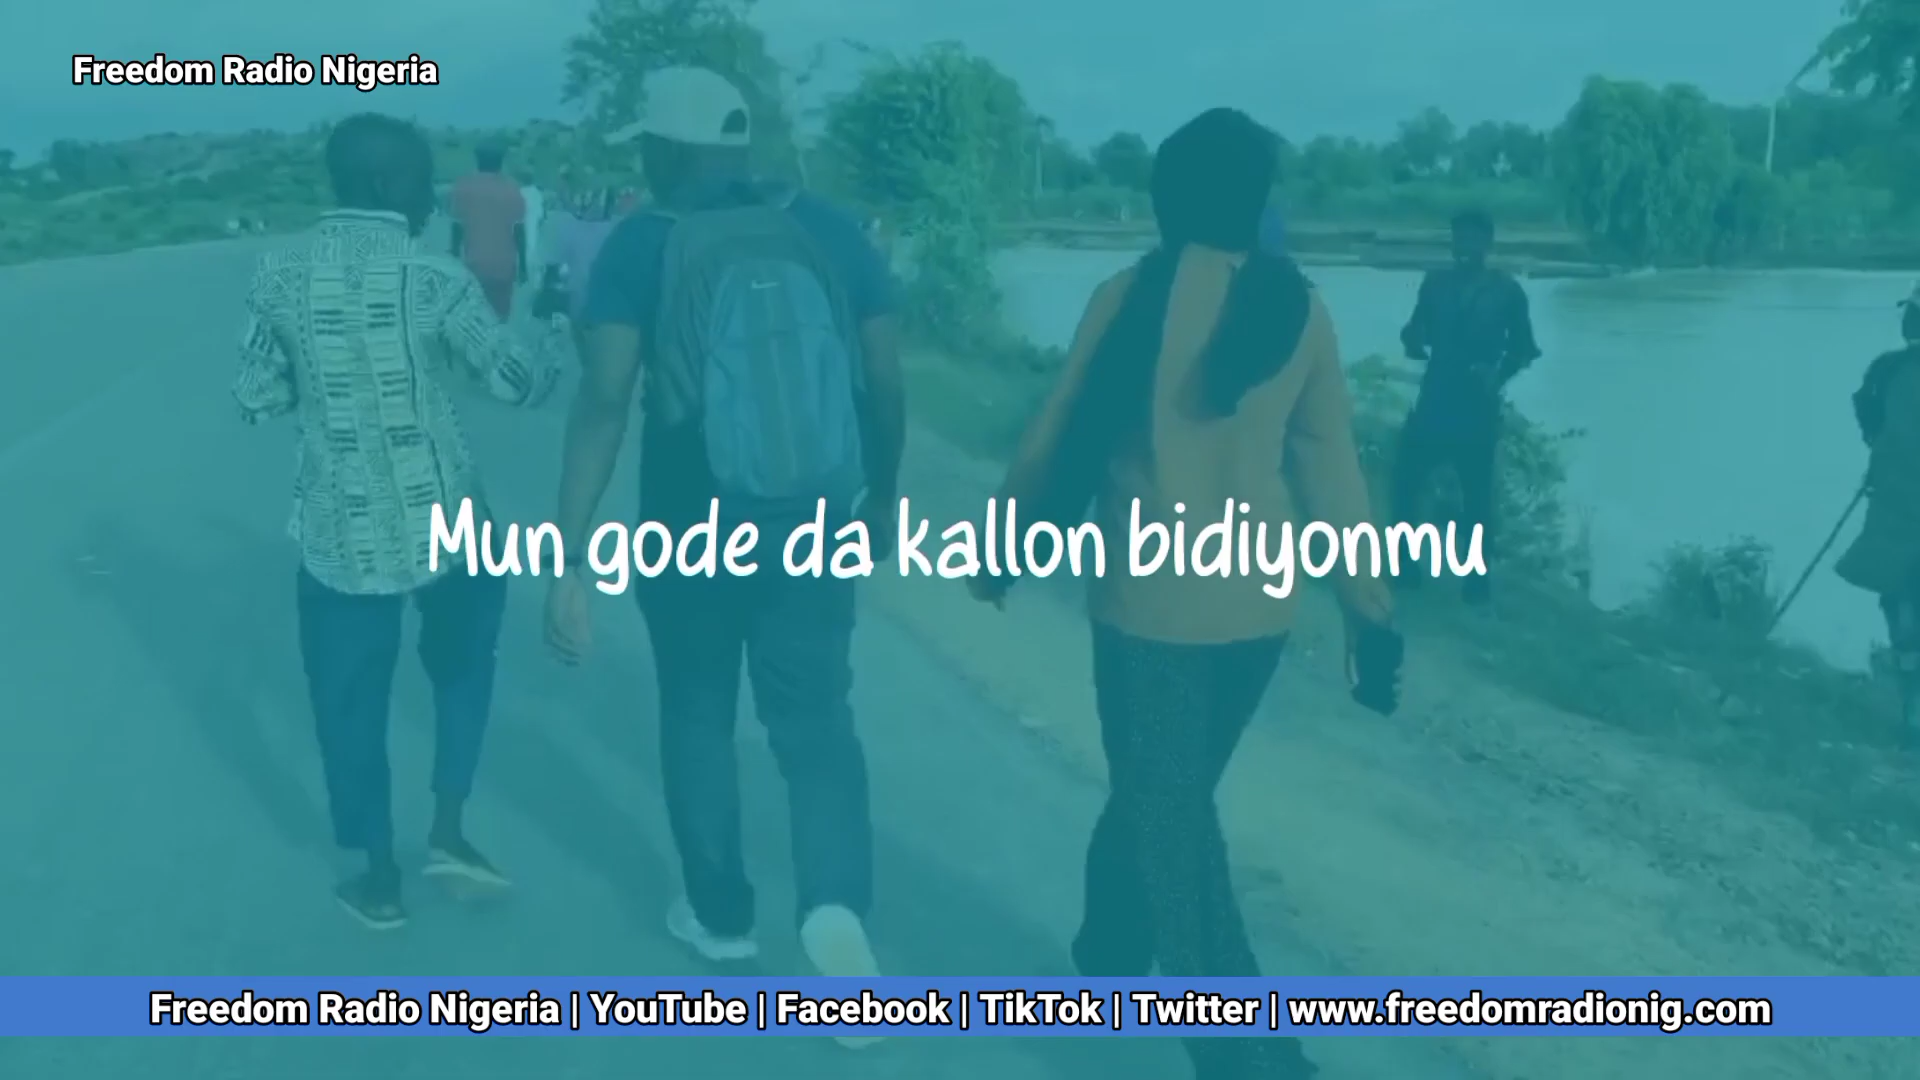 Freedom Radio Nigeria
Mun gode da kallon bidiyonmu
Freedom Radio Nigeria | YouTube | Facebook | TikTok | Twitter | www.freedomradionig.com